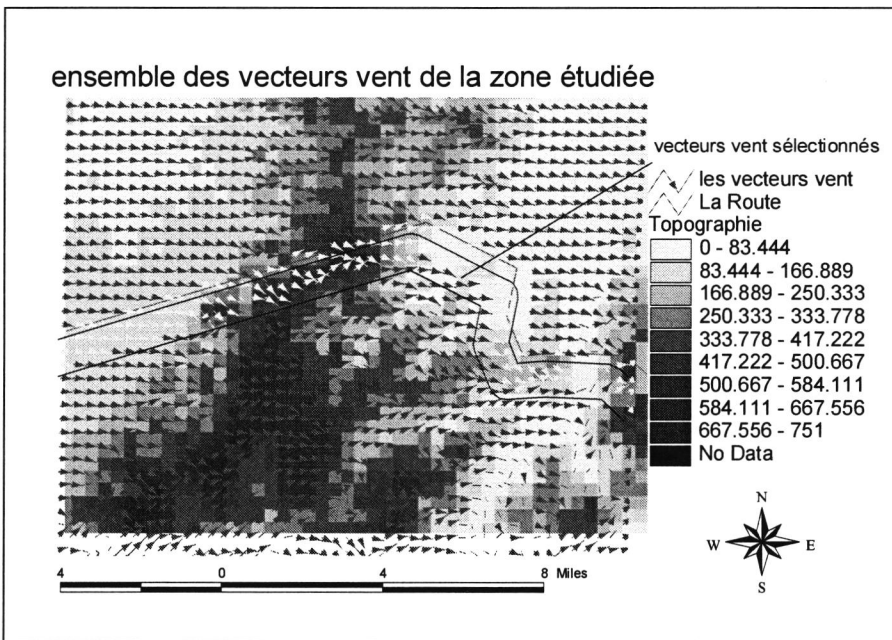 ensemble des vecteurs vent de la zone étudiée
vecteurs vent sélectionnés
les vecteurs vent
La Route
Topographie
0 - 83.444
83.444 - 166.889
166.889 - 250.333
250.333 - 333.778
333.778 - 417.222
417.222 - 500.667
500.667 - 584.111
584.111 - 667.556
667.556 - 751
No Data
N
W E
S
4 0 4 8 Miles